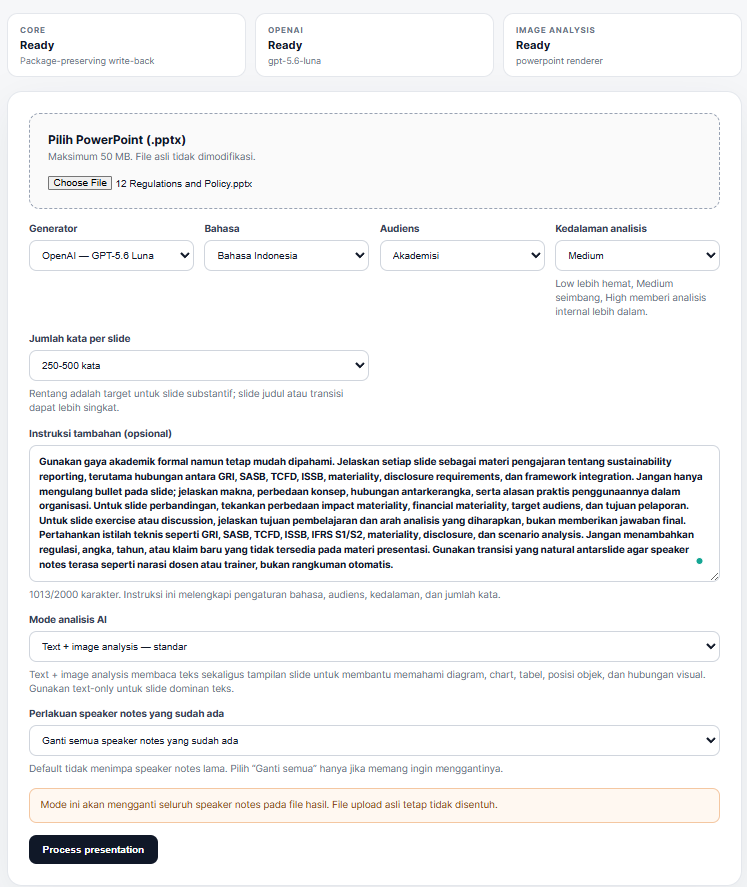 CORE
Ready
Package-preserving write-back
OPENAI
Ready
gpt-5.6-luna
IMAGE ANALYSIS
Ready
powerpoint renderer
Pilih PowerPoint (.pptx)
Maksimum 50 MB. File asli tidak dimodifikasi.
Choose File 12 Regulations and Policy.pptx
Generator
OpenAI — GPT-5.6 Luna
Bahasa
Bahasa Indonesia
Audiens
Akademisi
Kedalaman analisis
Medium
Low lebih hemat, Medium
seimbang, High memberi analisis
internal lebih dalam.
Jumlah kata per slide
250-500 kata
Rentang adalah target untuk slide substantif; slide judul atau transisi
dapat lebih singkat.
Instruksi tambahan (opsional)
Gunakan gaya akademik formal namun tetap mudah dipahami. Jelaskan setiap slide sebagai materi pengajaran tentang sustainability
reporting, terutama hubungan antara GRI, SASB, TCFD, ISSB, materiality, disclosure requirements, dan framework integration. Jangan hanya
mengulang bullet pada slide; jelaskan makna, perbedaan konsep, hubungan antarkerangka, serta alasan praktis penggunaannya dalam
organisasi. Untuk slide perbandingan, tekankan perbedaan impact materiality, financial materiality, target audiens, dan tujuan pelaporan.
Untuk slide exercise atau discussion, jelaskan tujuan pembelajaran dan arah analisis yang diharapkan, bukan memberikan jawaban final.
Pertahankan istilah teknis seperti GRI, SASB, TCFD, ISSB, IFRS S1/S2, materiality, disclosure, dan scenario analysis. Jangan menambahkan
regulasi, angka, tahun, atau klaim baru yang tidak tersedia pada materi presentasi. Gunakan transisi yang natural antarslide agar speaker
notes terasa seperti narasi dosen atau trainer, bukan rangkuman otomatis.
1013/2000 karakter. Instruksi ini melengkapi pengaturan bahasa, audiens, kedalaman, dan jumlah kata.
Mode analisis AI
Text + image analysis — standar
Text + image analysis membaca teks sekaligus tampilan slide untuk membantu memahami diagram, chart, tabel, posisi objek, dan hubungan visual.
Gunakan text-only untuk slide dominan teks.
Perlakuan speaker notes yang sudah ada
Ganti semua speaker notes yang sudah ada
Default tidak menimpa speaker notes lama. Pilih “Ganti semua” hanya jika memang ingin menggantinya.
Mode ini akan mengganti seluruh speaker notes pada file hasil. File upload asli tetap tidak disentuh.
Process presentation